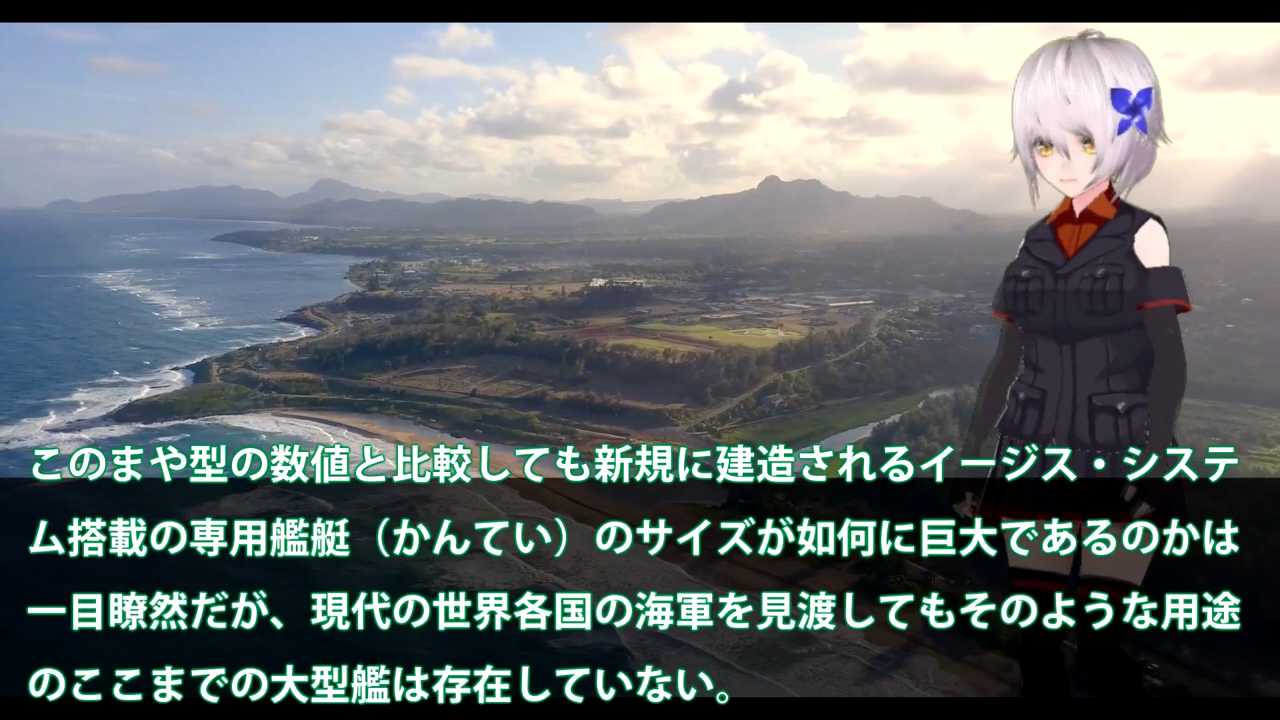 このまや型の数値と比較しても新規に建造されるイージス・システ
ム搭載の専用艦艇（かんてい）のサイズが如何に巨大であるのかは
一目瞭然だが、現代の世界各国の海軍を見渡してもそのような用途
のここまでの大型艦は存在していない。